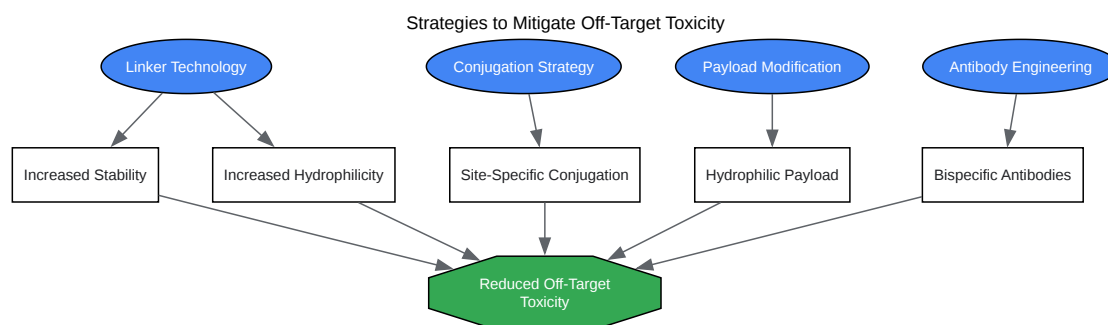 Strategies to Mitigate Off-Target Toxicity
Linker Technology
Conjugation Strategy
Payload Modification
Antibody Engineering
Increased Stability
Increased Hydrophilicity
Site-Specific Conjugation
Hydrophilic Payload
Bispecific Antibodies
Reduced Off-Target
Toxicity